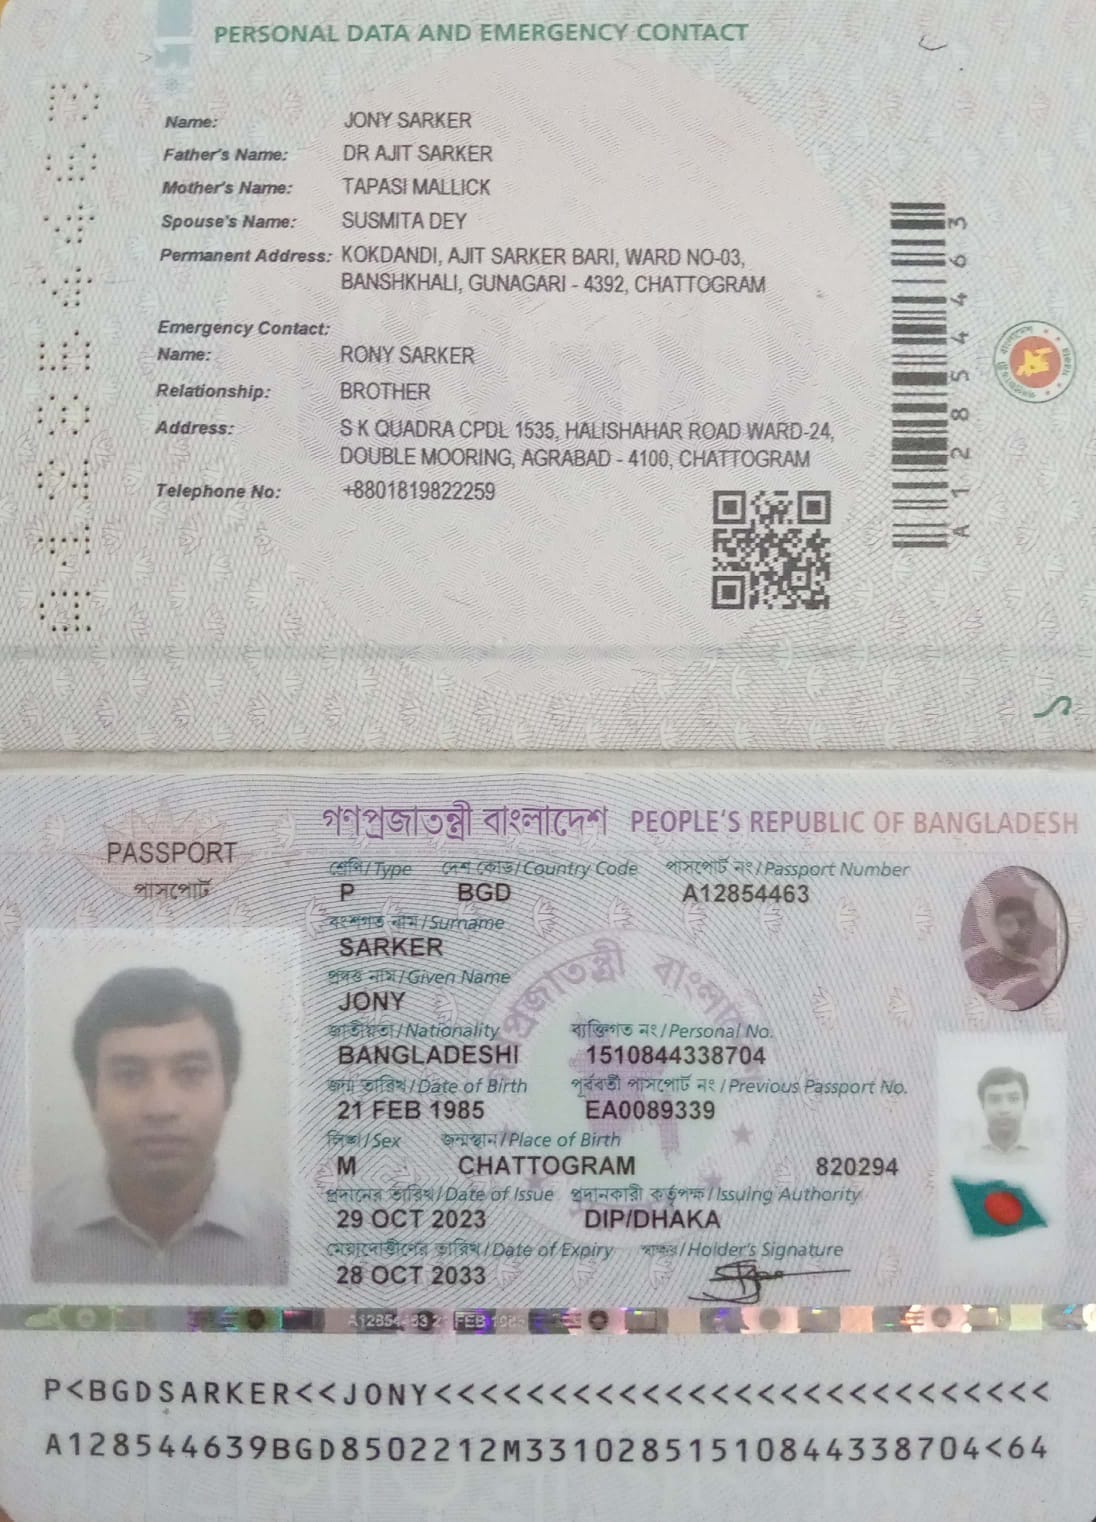 PERSONAL DATA AND EMERGENCY CONTACT
Name: JONY SARKER
Father's Name: DR AJIT SARKER
Mother's Name: TAPASI MALLICK
Spouse's Name: SUSMITA DEY
Permanent Address: KOKDANDI, AJIT SARKER BARI, WARD NO-03,
BANSHKHALI, GUNAGARI - 4392, CHATTOGRAM
Emergency Contact:
Name: RONY SARKER
Relationship: BROTHER
Address: S K QUADRA CPDL 1535, HALISHAHAR ROAD WARD-24,
DOUBLE MOORING, AGRABAD - 4100, CHATTOGRAM
Telephone No: +8801819822259
A12854463
গণপ্রজাতন্ত্রী বাংলাদেশ PEOPLE'S REPUBLIC OF BANGLADESH
PASSPORT
পাসপোর্ট
শ্রেণি/Type দেশ কোড/Country Code পাসপোর্ট নং/Passport Number
P BGD A12854463
বংশগত নাম/Surname
SARKER
প্রদত্ত নাম/Given Name
JONY
জাতীয়তা/Nationality ব্যক্তিগত নং/Personal No.
BANGLADESHI 1510844338704
জন্ম তারিখ/Date of Birth পূর্ববর্তী পাসপোর্ট নং/Previous Passport No.
21 FEB 1985 EA0089339
লিঙ্গ/Sex জন্মস্থান/Place of Birth
M CHATTOGRAM 820294
প্রদানের তারিখ/Date of Issue প্রদানকারী কর্তৃপক্ষ/Issuing Authority
29 OCT 2023 DIP/DHAKA
মেয়াদোত্তীর্ণের তারিখ/Date of Expiry স্বাক্ষর/Holder's Signature
28 OCT 2033
P<BGDSARKER<<JONY<<<<<<<<<<<<<<<<<<<<<<<<<<<
A128544639BGD8502212M33102851510844338704<64